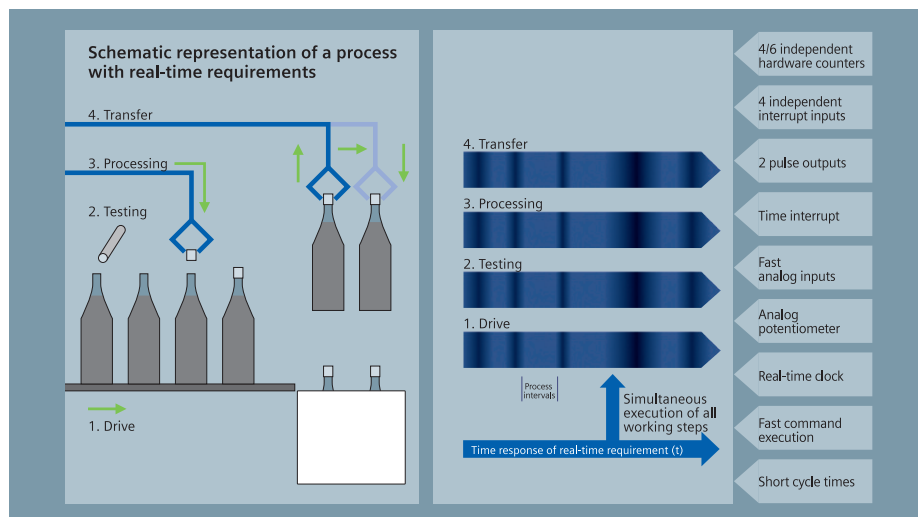 Schematic representation of a process
with real-time requirements
4. Transfer
3. Processing
2. Testing
1. Drive
4. Transfer
3. Processing
2. Testing
1. Drive
Process
intervals
Simultaneous
execution of all
working steps
Time response of real-time requirement (t)
4/6 independent
hardware counters
4 independent
interrupt inputs
2 pulse outputs
Time interrupt
Fast
analog inputs
Analog
potentiometer
Real-time clock
Fast command
execution
Short cycle times